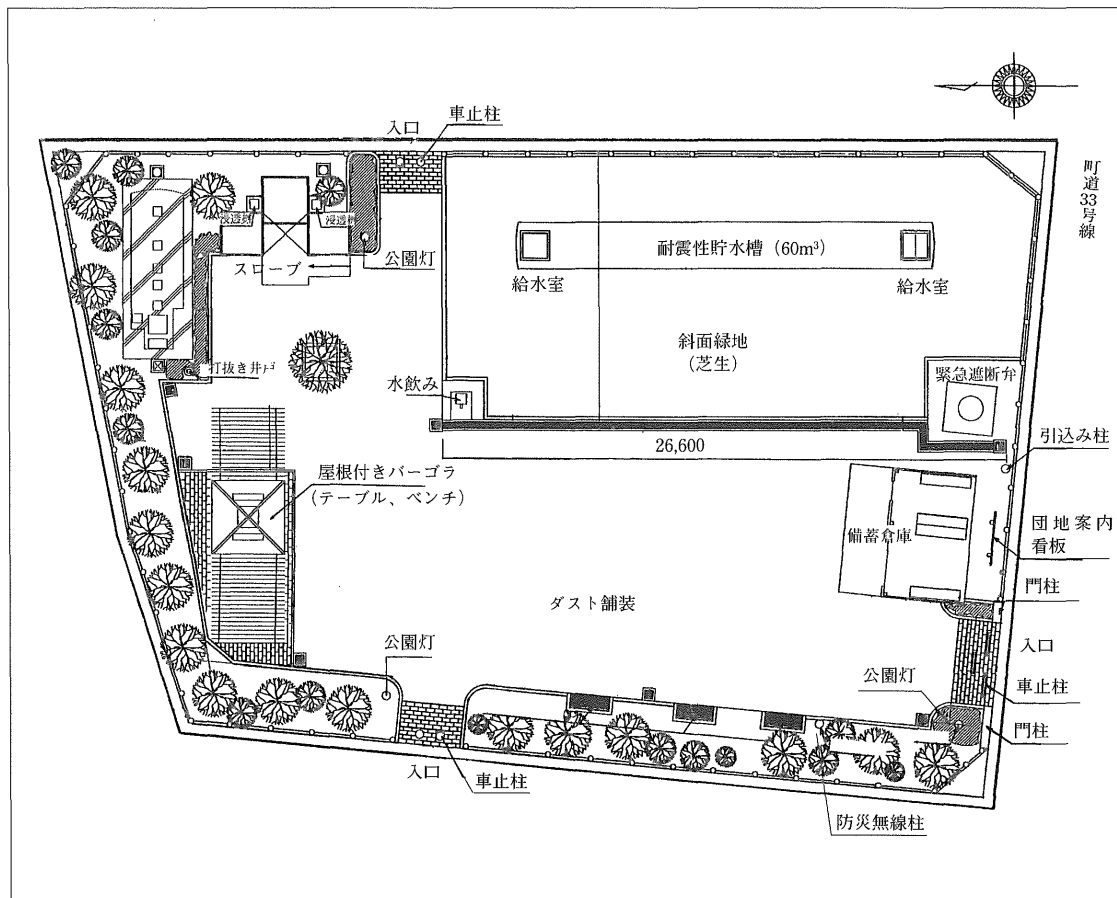 入口
車止柱
町道33号線
浸透桝
浸透桝
スロープ
公園灯
耐震性貯水槽（60m³）
給水室
給水室
斜面緑地
（芝生）
打抜き井戸
水飲み
緊急遮断弁
26,600
引込み柱
屋根付きパーゴラ
（テーブル、ベンチ）
備蓄倉庫
団地案内
看板
ダスト舗装
門柱
入口
公園灯
公園灯
車止柱
門柱
入口
車止柱
防災無線柱